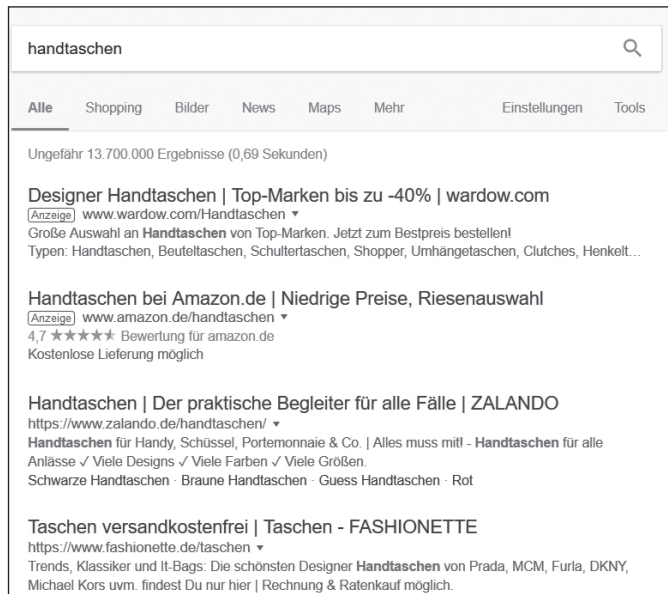 handtaschen
Alle Shopping Bilder News Maps Mehr Einstellungen Tools
Ungefähr 13.700.000 Ergebnisse (0,69 Sekunden)
Designer Handtaschen | Top-Marken bis zu -40% | wardow.com
Anzeige www.wardow.com/Handtaschen ▾
Große Auswahl an Handtaschen von Top-Marken. Jetzt zum Bestpreis bestellen!
Typen: Handtaschen, Beuteltaschen, Schultertaschen, Shopper, Umhängetaschen, Clutches, Henkelt…
Handtaschen bei Amazon.de | Niedrige Preise, Riesenauswahl
Anzeige www.amazon.de/handtaschen ▾
4,7 ★★★★★ Bewertung für amazon.de
Kostenlose Lieferung möglich
Handtaschen | Der praktische Begleiter für alle Fälle | ZALANDO
https://www.zalando.de/handtaschen/ ▾
Handtaschen für Handy, Schüssel, Portemonnaie & Co. | Alles muss mit! - Handtaschen für alle
Anlässe ✓ Viele Designs ✓ Viele Farben ✓ Viele Größen.
Schwarze Handtaschen · Braune Handtaschen · Guess Handtaschen · Rot
Taschen versandkostenfrei | Taschen - FASHIONETTE
https://www.fashionette.de/taschen ▾
Trends, Klassiker und It-Bags: Die schönsten Designer Handtaschen von Prada, MCM, Furla, DKNY,
Michael Kors uvm. findest Du nur hier | Rechnung & Ratenkauf möglich.